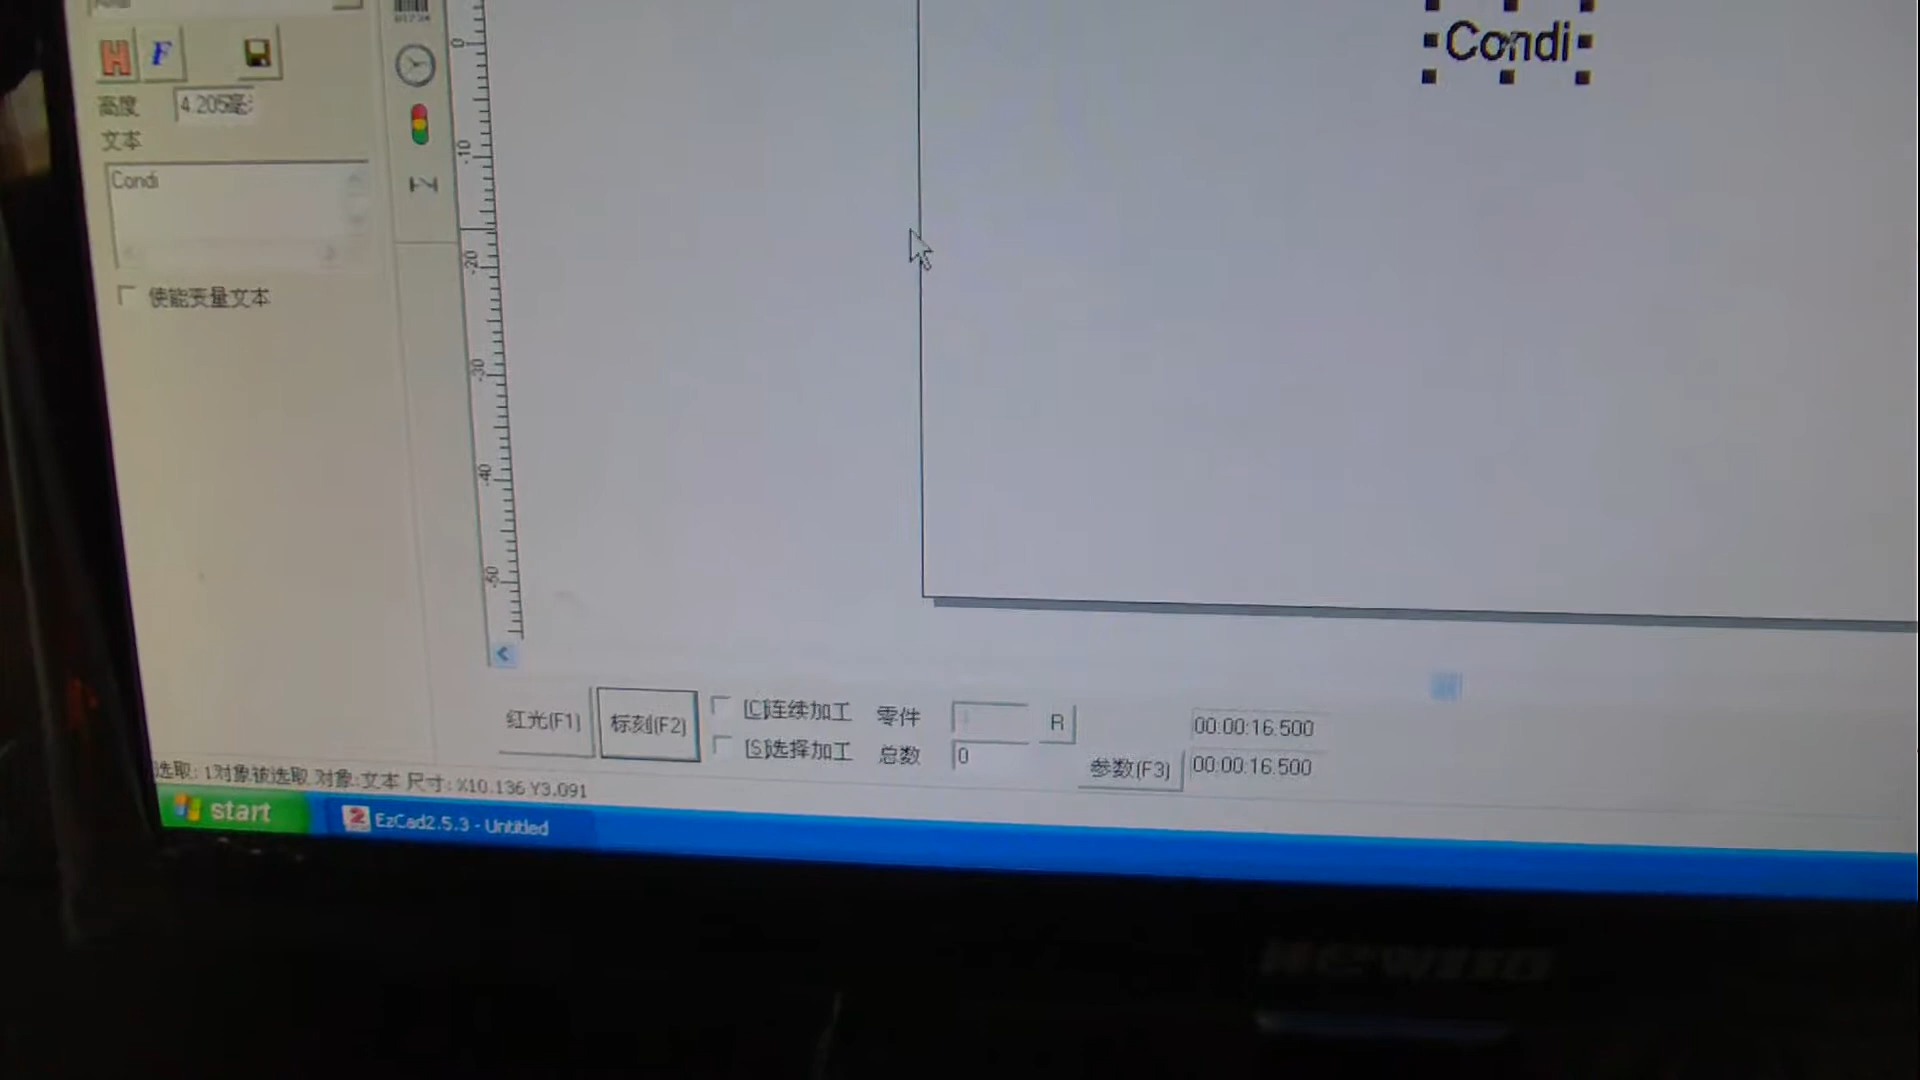 Condi
高度 4.205毫
文本
Condi
使能变量文本
0
-10
-20
-30
-40
-50
红光(F1)
标刻(F2)
[C]连续加工
零件
R
00:00:16.500
[S]选择加工
总数
0
参数(F3)
00:00:16.500
选取: 1对象被选取 对象:文本 尺寸: X10.136 Y3.091
start
EzCad2.5.3 - Untitled